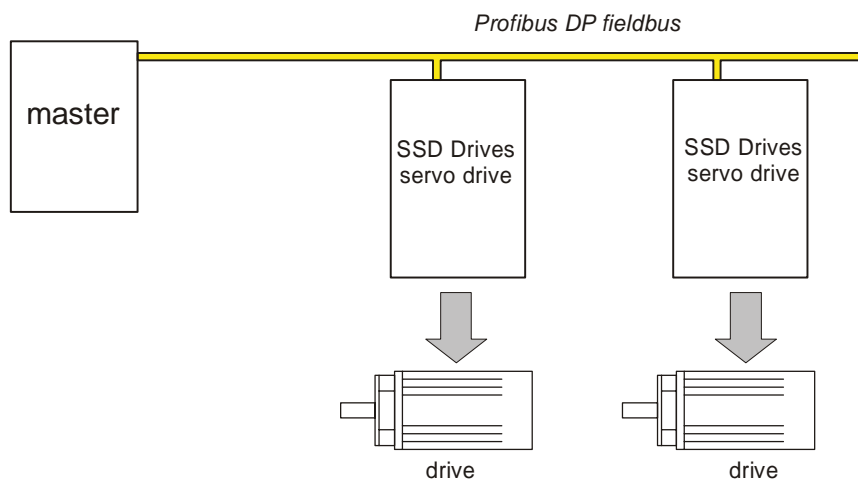 Profibus DP fieldbus
master
SSD Drives
servo drive
SSD Drives
servo drive
drive
drive